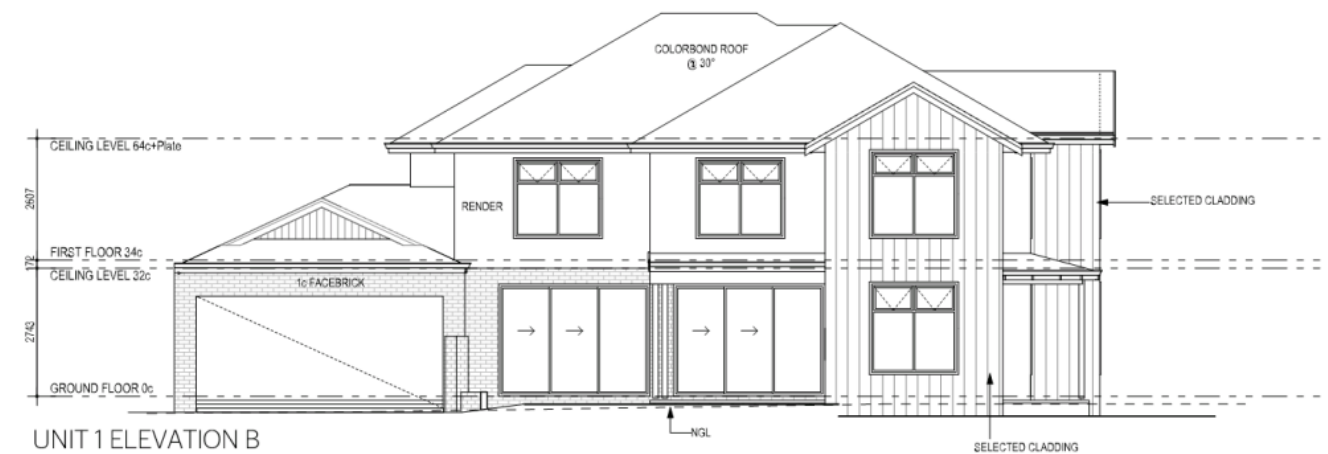 COLORBOND ROOF
@ 30°
CEILING LEVEL 64c+Plate
2607
SELECTED CLADDING
RENDER
FIRST FLOOR 34c
172
CEILING LEVEL 32c
1c FACEBRICK
2743
GROUND FLOOR 0c
NGL
UNIT 1 ELEVATION B
SELECTED CLADDING